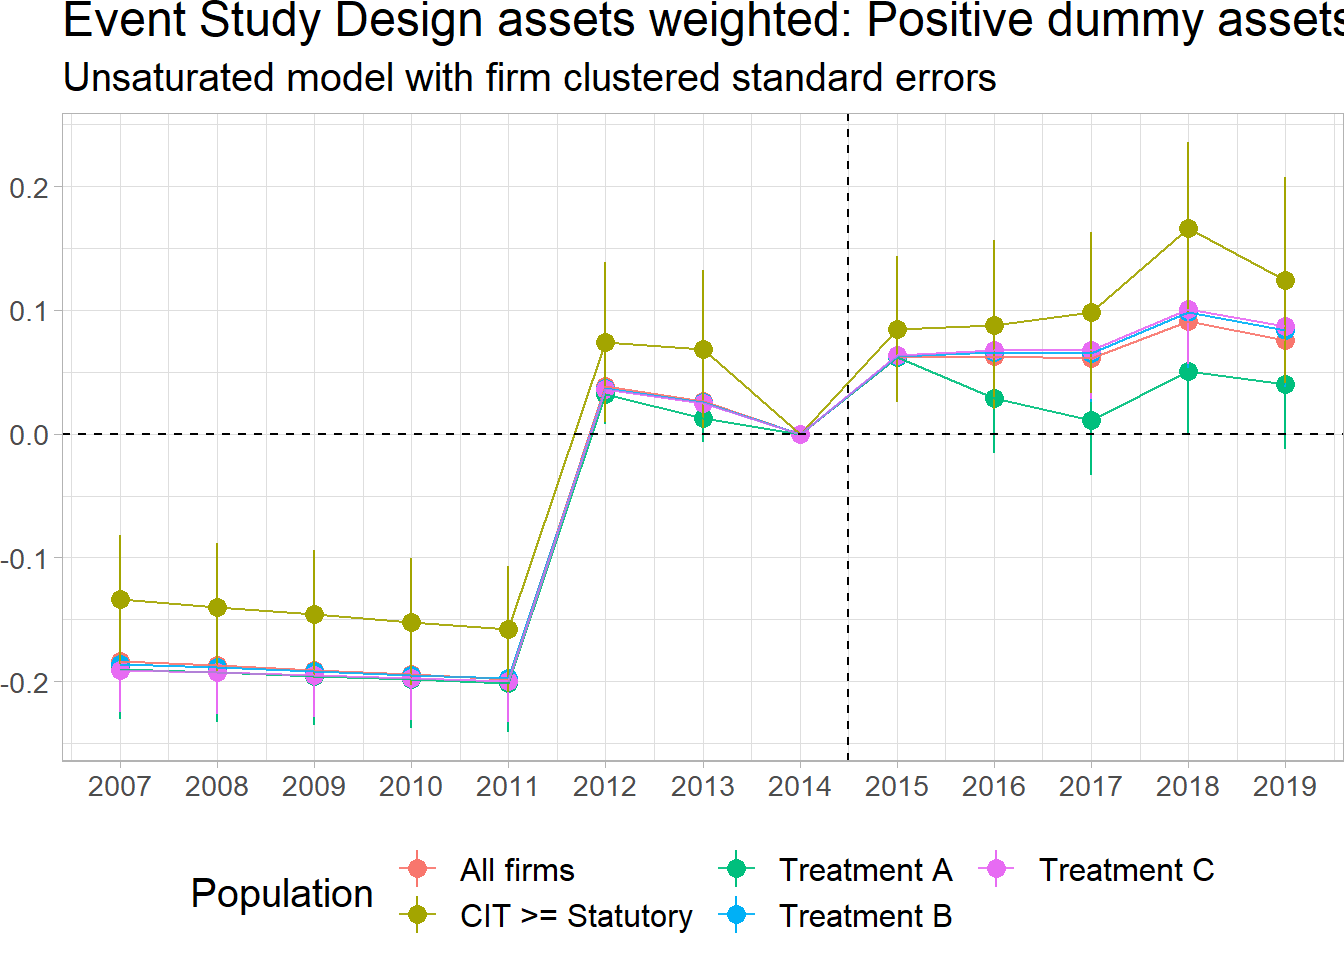 Event Study Design assets weighted: Positive dummy assets
Unsaturated model with firm clustered standard errors
0.2
0.1
0.0
-0.1
-0.2
2007 2008 2009 2010 2011 2012 2013 2014 2015 2016 2017 2018 2019
Population
All firms Treatment A Treatment C
CIT >= Statutory Treatment B